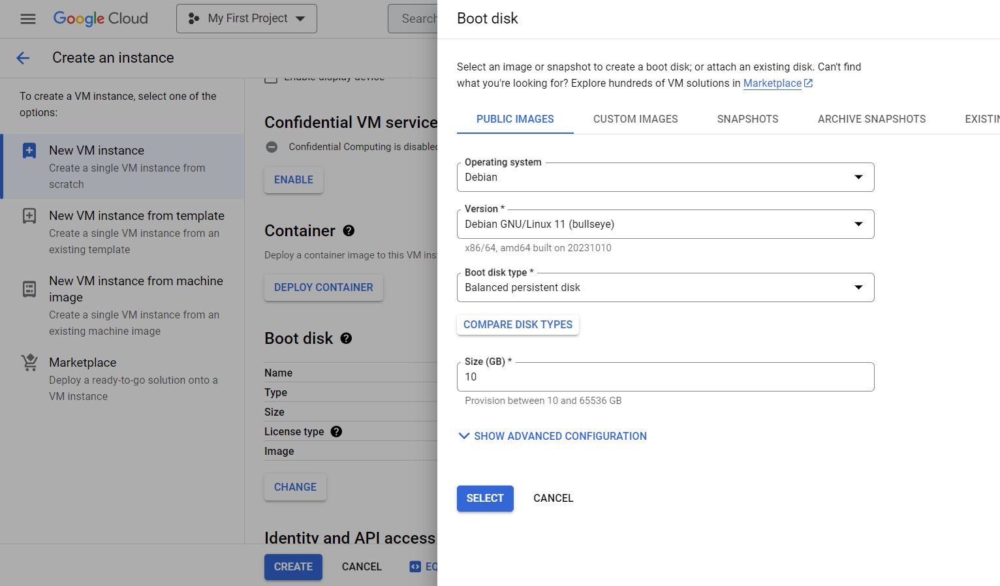 Google Cloud
My First Project
Search
Create an instance
To create a VM instance, select one of the
options:
New VM instance
Create a single VM instance from
scratch
New VM instance from template
Create a single VM instance from an
existing template
New VM instance from machine
image
Create a single VM instance from an
existing machine image
Marketplace
Deploy a ready-to-go solution onto a
VM instance
Enable display device
Confidential VM service
Confidential Computing is disabled
ENABLE
Container
Deploy a container image to this VM ins
DEPLOY CONTAINER
Boot disk
Name
Type
Size
License type
Image
CHANGE
Identity and API access
CREATE
CANCEL
EQ
Boot disk
Select an image or snapshot to create a boot disk; or attach an existing disk. Can't find
what you're looking for? Explore hundreds of VM solutions in Marketplace
PUBLIC IMAGES
CUSTOM IMAGES
SNAPSHOTS
ARCHIVE SNAPSHOTS
EXISTIN
Operating system
Debian
Version *
Debian GNU/Linux 11 (bullseye)
x86/64, amd64 built on 20231010
Boot disk type *
Balanced persistent disk
COMPARE DISK TYPES
Size (GB) *
10
Provision between 10 and 65536 GB
SHOW ADVANCED CONFIGURATION
SELECT
CANCEL